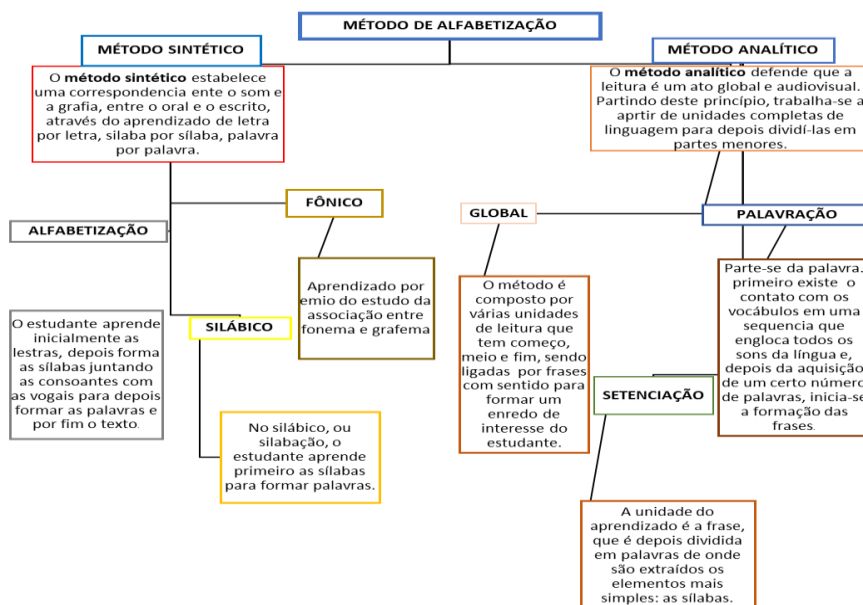 MÉTODO DE ALFABETIZAÇÃO
MÉTODO SINTÉTICO
O método sintético estabelece
uma correspondencia ente o som e
a grafia, entre o oral e o escrito,
através do aprendizado de letra
por letra, silaba por sílaba, palavra
por palavra.
ALFABETIZAÇÃO
O estudante aprende
inicialmente as
lestras, depois forma
as sílabas juntando
as consoantes com
as vogais para depois
formar as palavras e
por fim o texto.
FÔNICO
Aprendizado por
emio do estudo da
associação entre
fonema e grafema
SILÁBICO
No silábico, ou
silabação, o
estudante aprende
primeiro as sílabas
para formar palavras.
MÉTODO ANALÍTICO
O método analítico defende que a
leitura é um ato global e audiovisual.
Partindo deste princípio, trabalha-se a
aprtir de unidades completas de
linguagem para depois dividí-las em
partes menores.
GLOBAL
O método é
composto por
várias unidades
de leitura que
tem começo,
meio e fim, sendo
ligadas por frases
com sentido para
formar um
enredo de
interesse do
estudante.
PALAVRAÇÃO
Parte-se da palavra.
primeiro existe o
contato com os
vocábulos em uma
sequencia que
engloca todos os
sons da língua e,
depois da aquisição
de um certo número
de palavras, inicia-se
a formação das
frases.
SETENCIAÇÃO
A unidade do
aprendizado é a frase,
que é depois dividida
em palavras de onde
são extraídos os
elementos mais
simples: as sílabas.